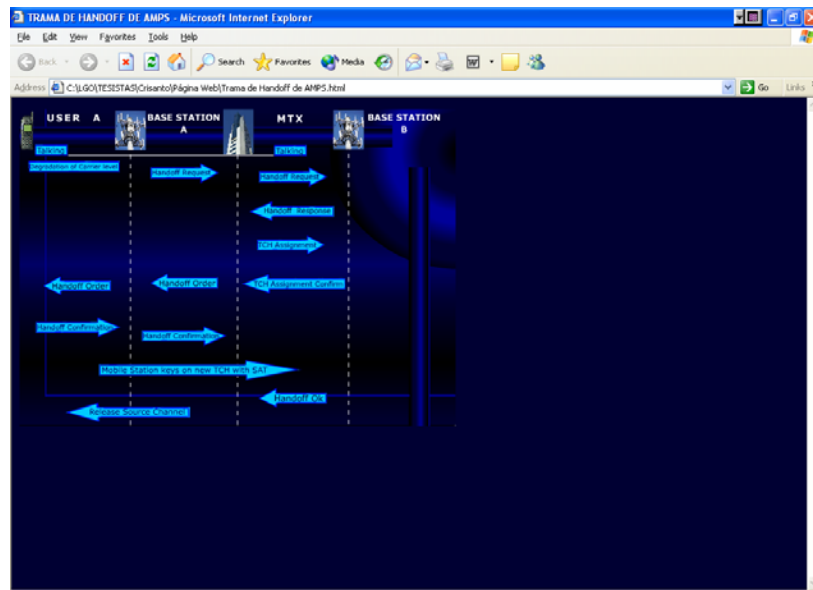 TRAMA DE HANDOFF DE AMPS - Microsoft Internet Explorer
File Edit View Favorites Tools Help
Back Search Favorites Media
Address C:\LGO\TESISTAS\Crisanto\Página Web\Trama de Handoff de AMPS.html Go Links
USER A BASE STATION A MTX BASE STATION B
Talking Talking
Degradation of Carrier level
Handoff Request Handoff Request
Handoff Response
TCH Assignment
Handoff Order Handoff Order TCH Assignment Confirm
Handoff Confirmation Handoff Confirmation
Mobile Station keys on new TCH with SAT
Handoff Ok
Release Source Channel